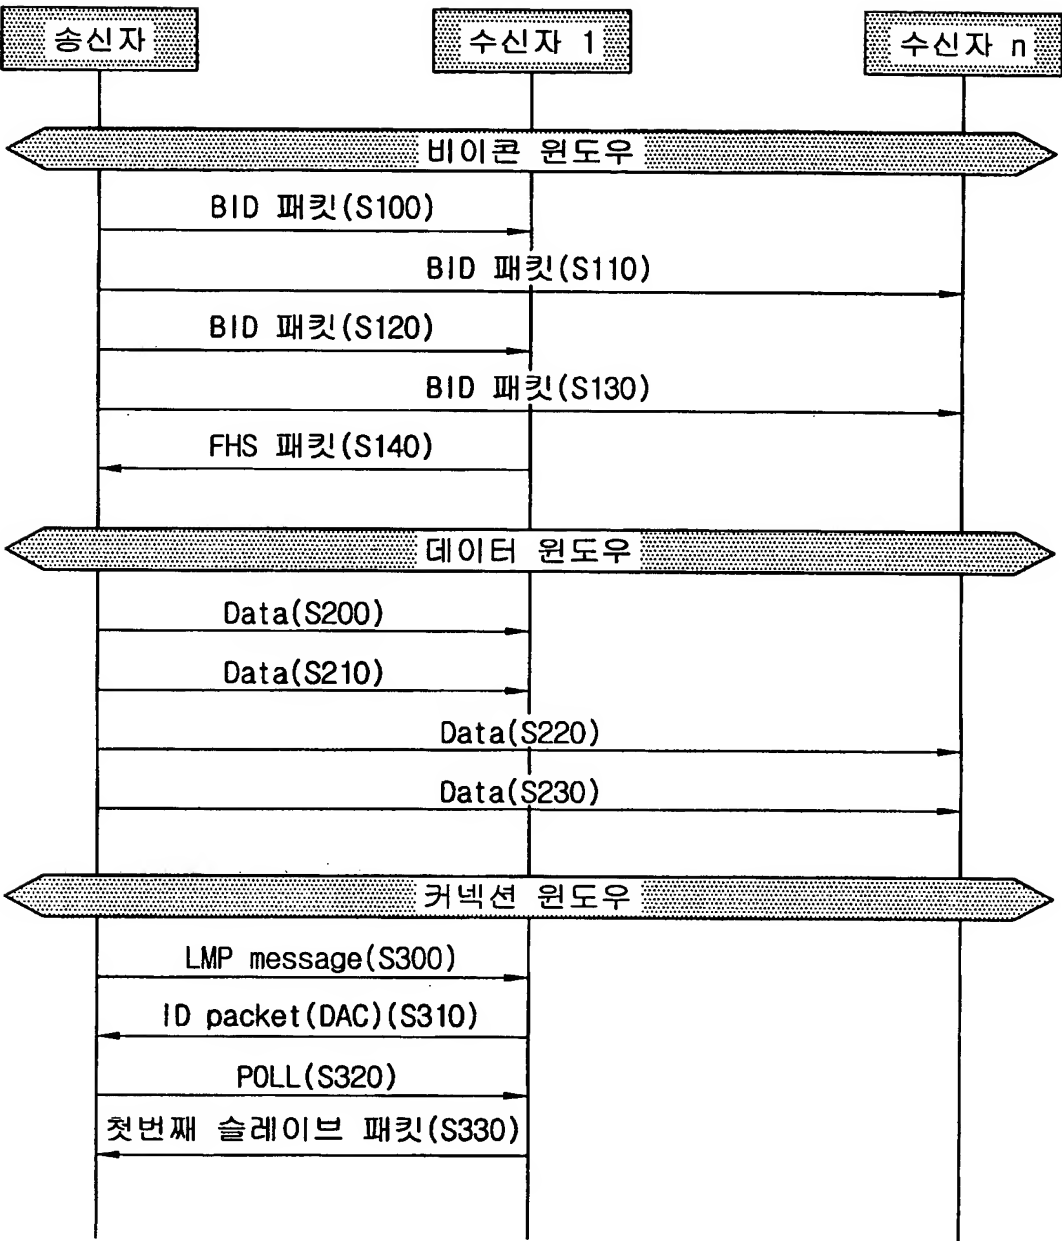 송신자
수신자 1
수신자 n
비이콘 윈도우
BID 패킷(S100)
BID 패킷(S110)
BID 패킷(S120)
BID 패킷(S130)
FHS 패킷(S140)
데이터 윈도우
Data(S200)
Data(S210)
Data(S220)
Data(S230)
커넥션 윈도우
LMP message(S300)
ID packet(DAC)(S310)
POLL(S320)
첫번째 슬레이브 패킷(S330)